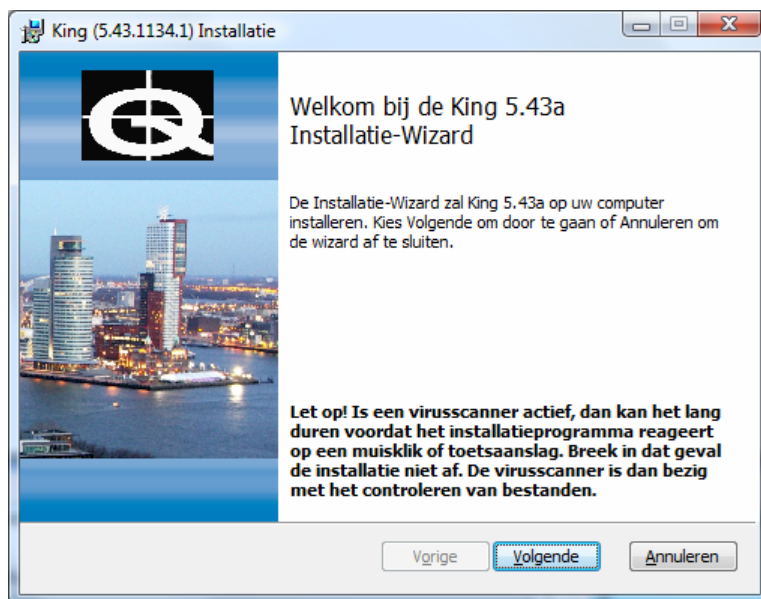 King (5.43.1134.1) Installatie
Welkom bij de King 5.43a
Installatie-Wizard
De Installatie-Wizard zal King 5.43a op uw computer
installeren. Kies Volgende om door te gaan of Annuleren om
de wizard af te sluiten.
Let op! Is een virusscanner actief, dan kan het lang
duren voordat het installatieprogramma reageert
op een muisklik of toetsaanslag. Breek in dat geval
de installatie niet af. De virusscanner is dan bezig
met het controleren van bestanden.
Vorige Volgende Annuleren